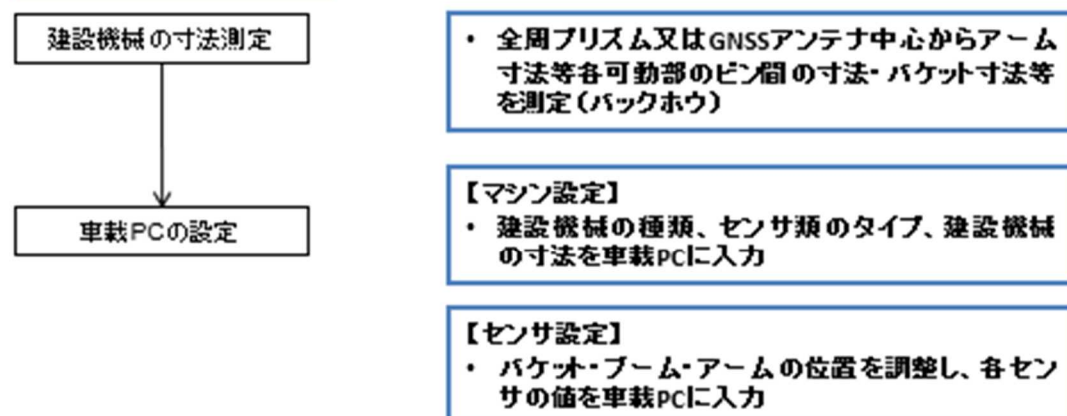 建設機械の寸法測定
・ 全周プリズム又はGNSSアンテナ中心からアーム
寸法等各可動部のピン間の寸法・バケット寸法等
を測定(バックホウ)
車載PCの設定
【マシン設定】
・ 建設機械の種類、センサ類のタイプ、建設機械
の寸法を車載PCに入力
【センサ設定】
・ バケット・ブーム・アームの位置を調整し、各セン
サの値を車載PCに入力